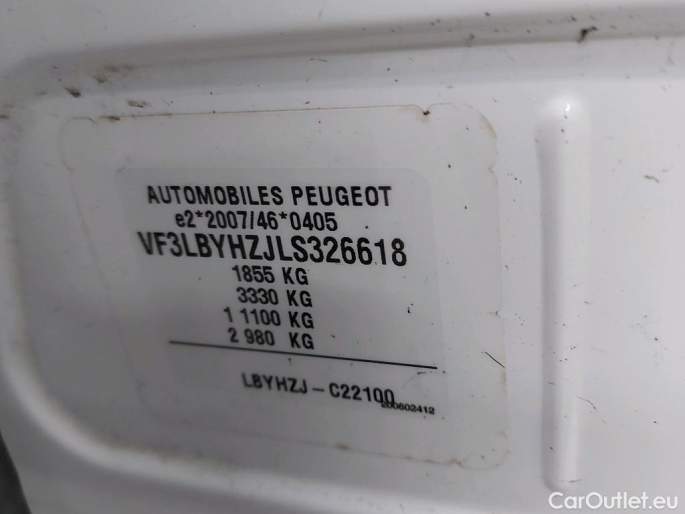 AUTOMOBILES PEUGEOT
e2*2007/46*0405
VF3LBYHZJLS326618
1855 KG
3330 KG
1 1100 KG
2 980 KG
LBYHZJ - C22100
200602412
CarOutlet.eu